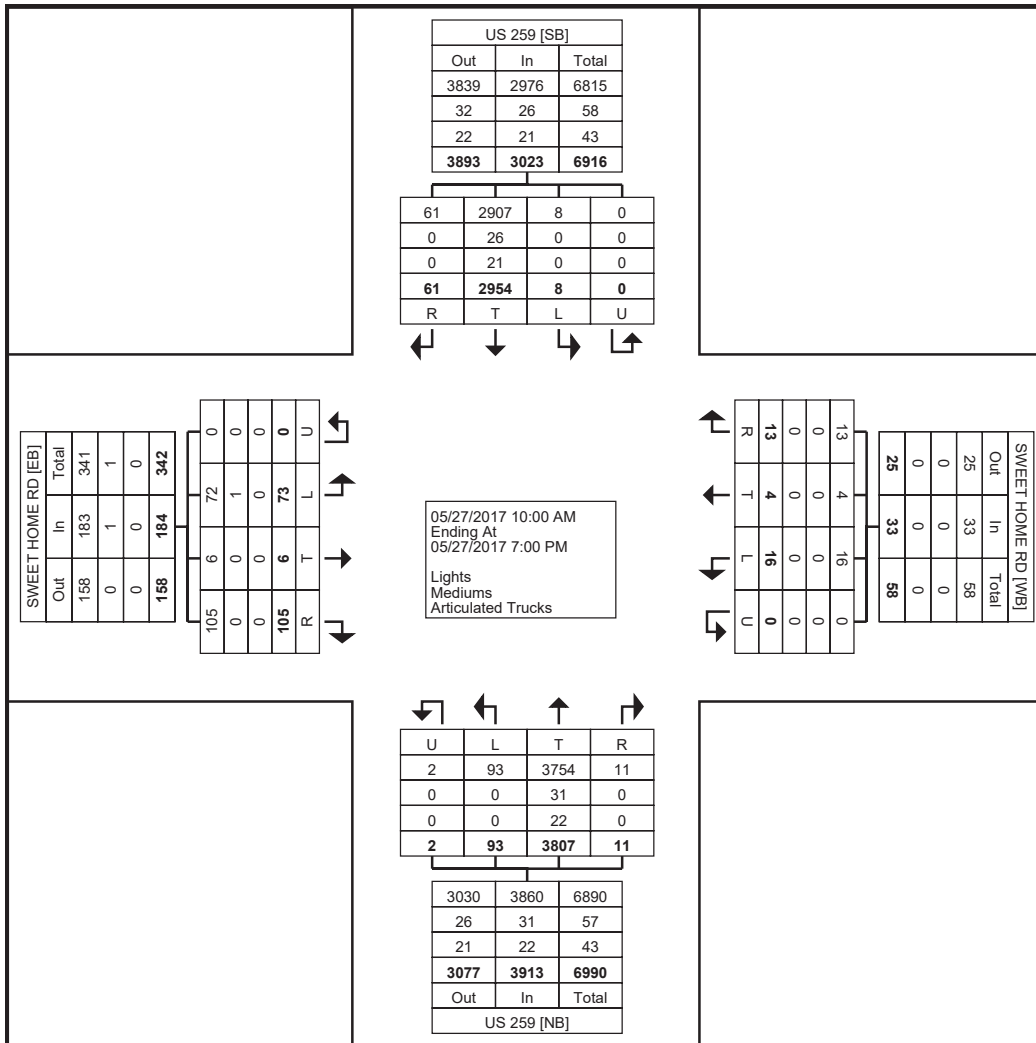 US 259 [SB]
Out In Total
3839 2976 6815
32 26 58
22 21 43
3893 3023 6916
61 2907 8 0
0 26 0 0
0 21 0 0
61 2954 8 0
R T L U
SWEET HOME RD [EB]
Total In Out
341 183 158
1 1 0
0 0 0
342 184 158
0 72 6 105
0 1 0 0
0 0 0 0
0 73 6 105
U L T R
05/27/2017 10:00 AM
Ending At
05/27/2017 7:00 PM
Lights
Mediums
Articulated Trucks
R T L U
13 4 16 0
0 0 0 0
0 0 0 0
13 4 16 0
SWEET HOME RD [WB]
Out In Total
25 33 58
0 0 0
0 0 0
25 33 58
U L T R
2 93 3754 11
0 0 31 0
0 0 22 0
2 93 3807 11
3030 3860 6890
26 31 57
21 22 43
3077 3913 6990
Out In Total
US 259 [NB]